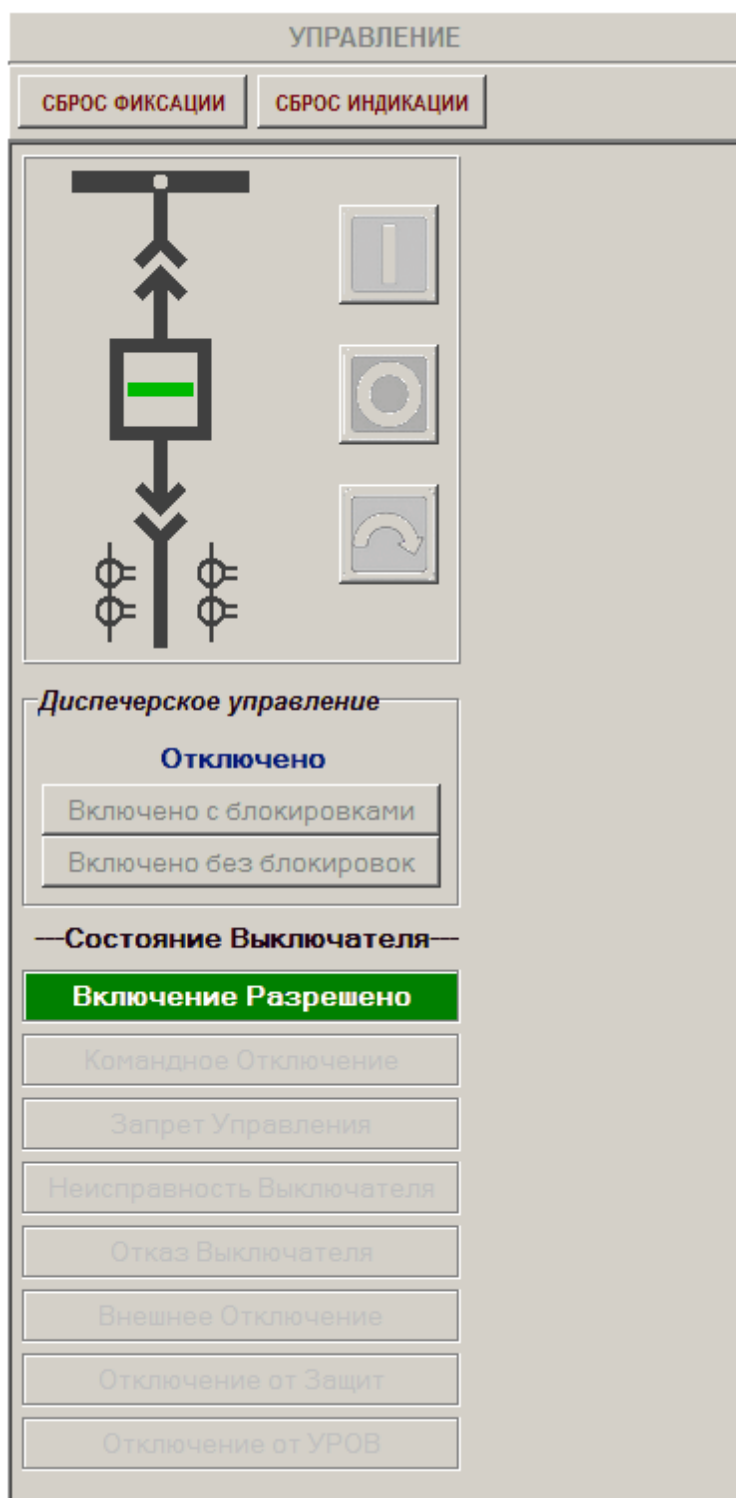 УПРАВЛЕНИЕ
СБРОС ФИКСАЦИИ СБРОС ИНДИКАЦИИ
Диспечерское управление
Отключено
Включено с блокировками
Включено без блокировок
---Состояние Выключателя---
Включение Разрешено
Командное Отключение
Запрет Управления
Неисправность Выключателя
Отказ Выключателя
Внешнее Отключение
Отключение от Защит
Отключение от УРОВ